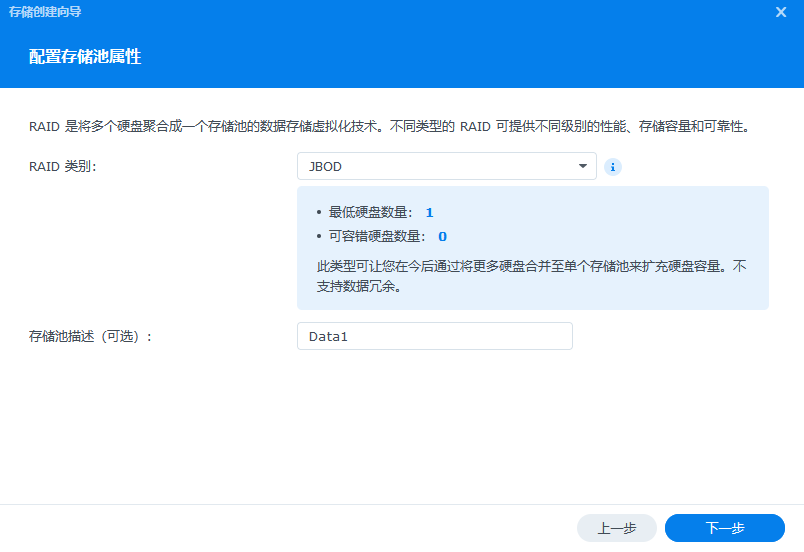 存储创建向导
配置存储池属性
RAID 是将多个硬盘聚合成一个存储池的数据存储虚拟化技术。不同类型的 RAID 可提供不同级别的性能、存储容量和可靠性。
RAID 类别：
JBOD
• 最低硬盘数量： 1
• 可容错硬盘数量： 0
此类型可让您在今后通过将更多硬盘合并至单个存储池来扩充硬盘容量。不
支持数据冗余。
存储池描述（可选）：
Data1
上一步
下一步